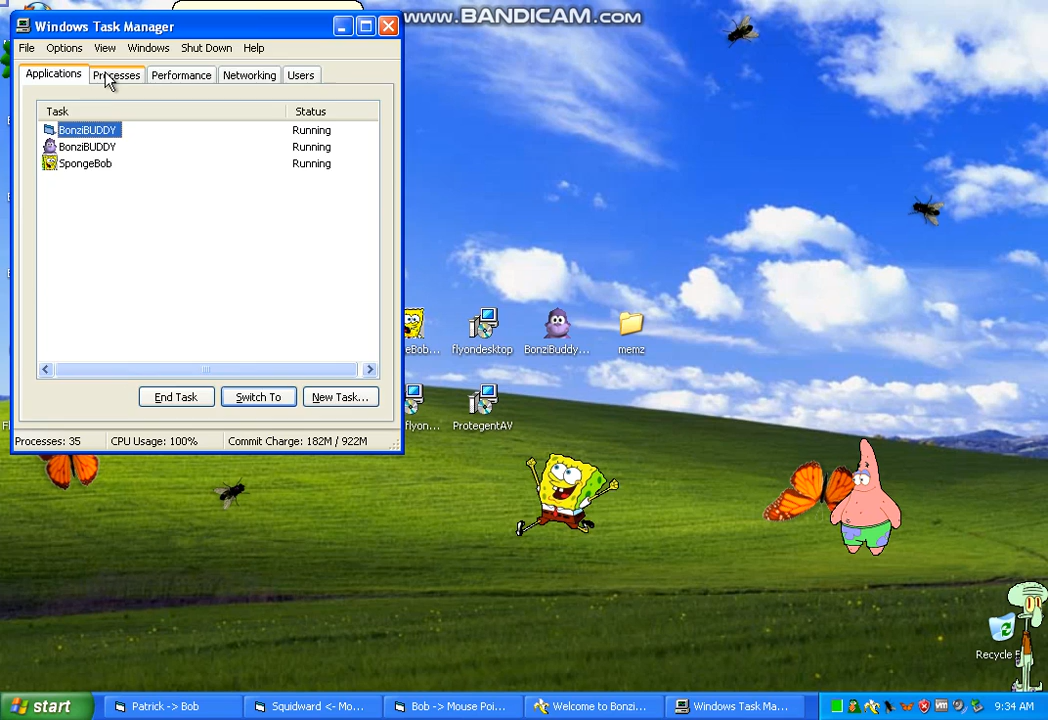 www.BANDICAM.com
Windows Task Manager
File Options View Windows Shut Down Help
Applications Processes Performance Networking Users
Task Status
BonziBUDDY Running
BonziBUDDY Running
SpongeBob Running
End Task Switch To New Task...
Processes: 35 CPU Usage: 100% Commit Charge: 182M / 922M
eBob... flyondesktop BonziBuddy... memz
flyon... ProtegentAV
Recycle
start Patrick -> Bob Squidward <- Mo... Bob -> Mouse Poi... Welcome to Bonzi... Windows Task Ma... 9:34 AM